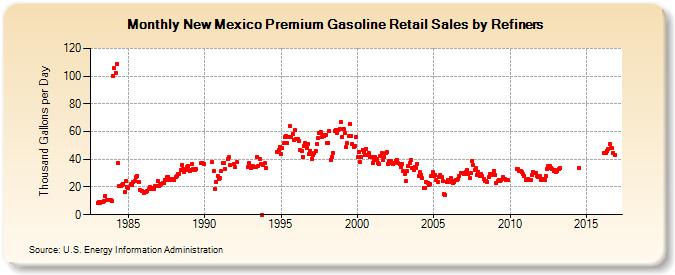 Monthly New Mexico Premium Gasoline Retail Sales by Refiners
Thousand Gallons per Day
120
100
80
60
40
20
0
1985 1990 1995 2000 2005 2010 2015
Source: U.S. Energy Information Administration